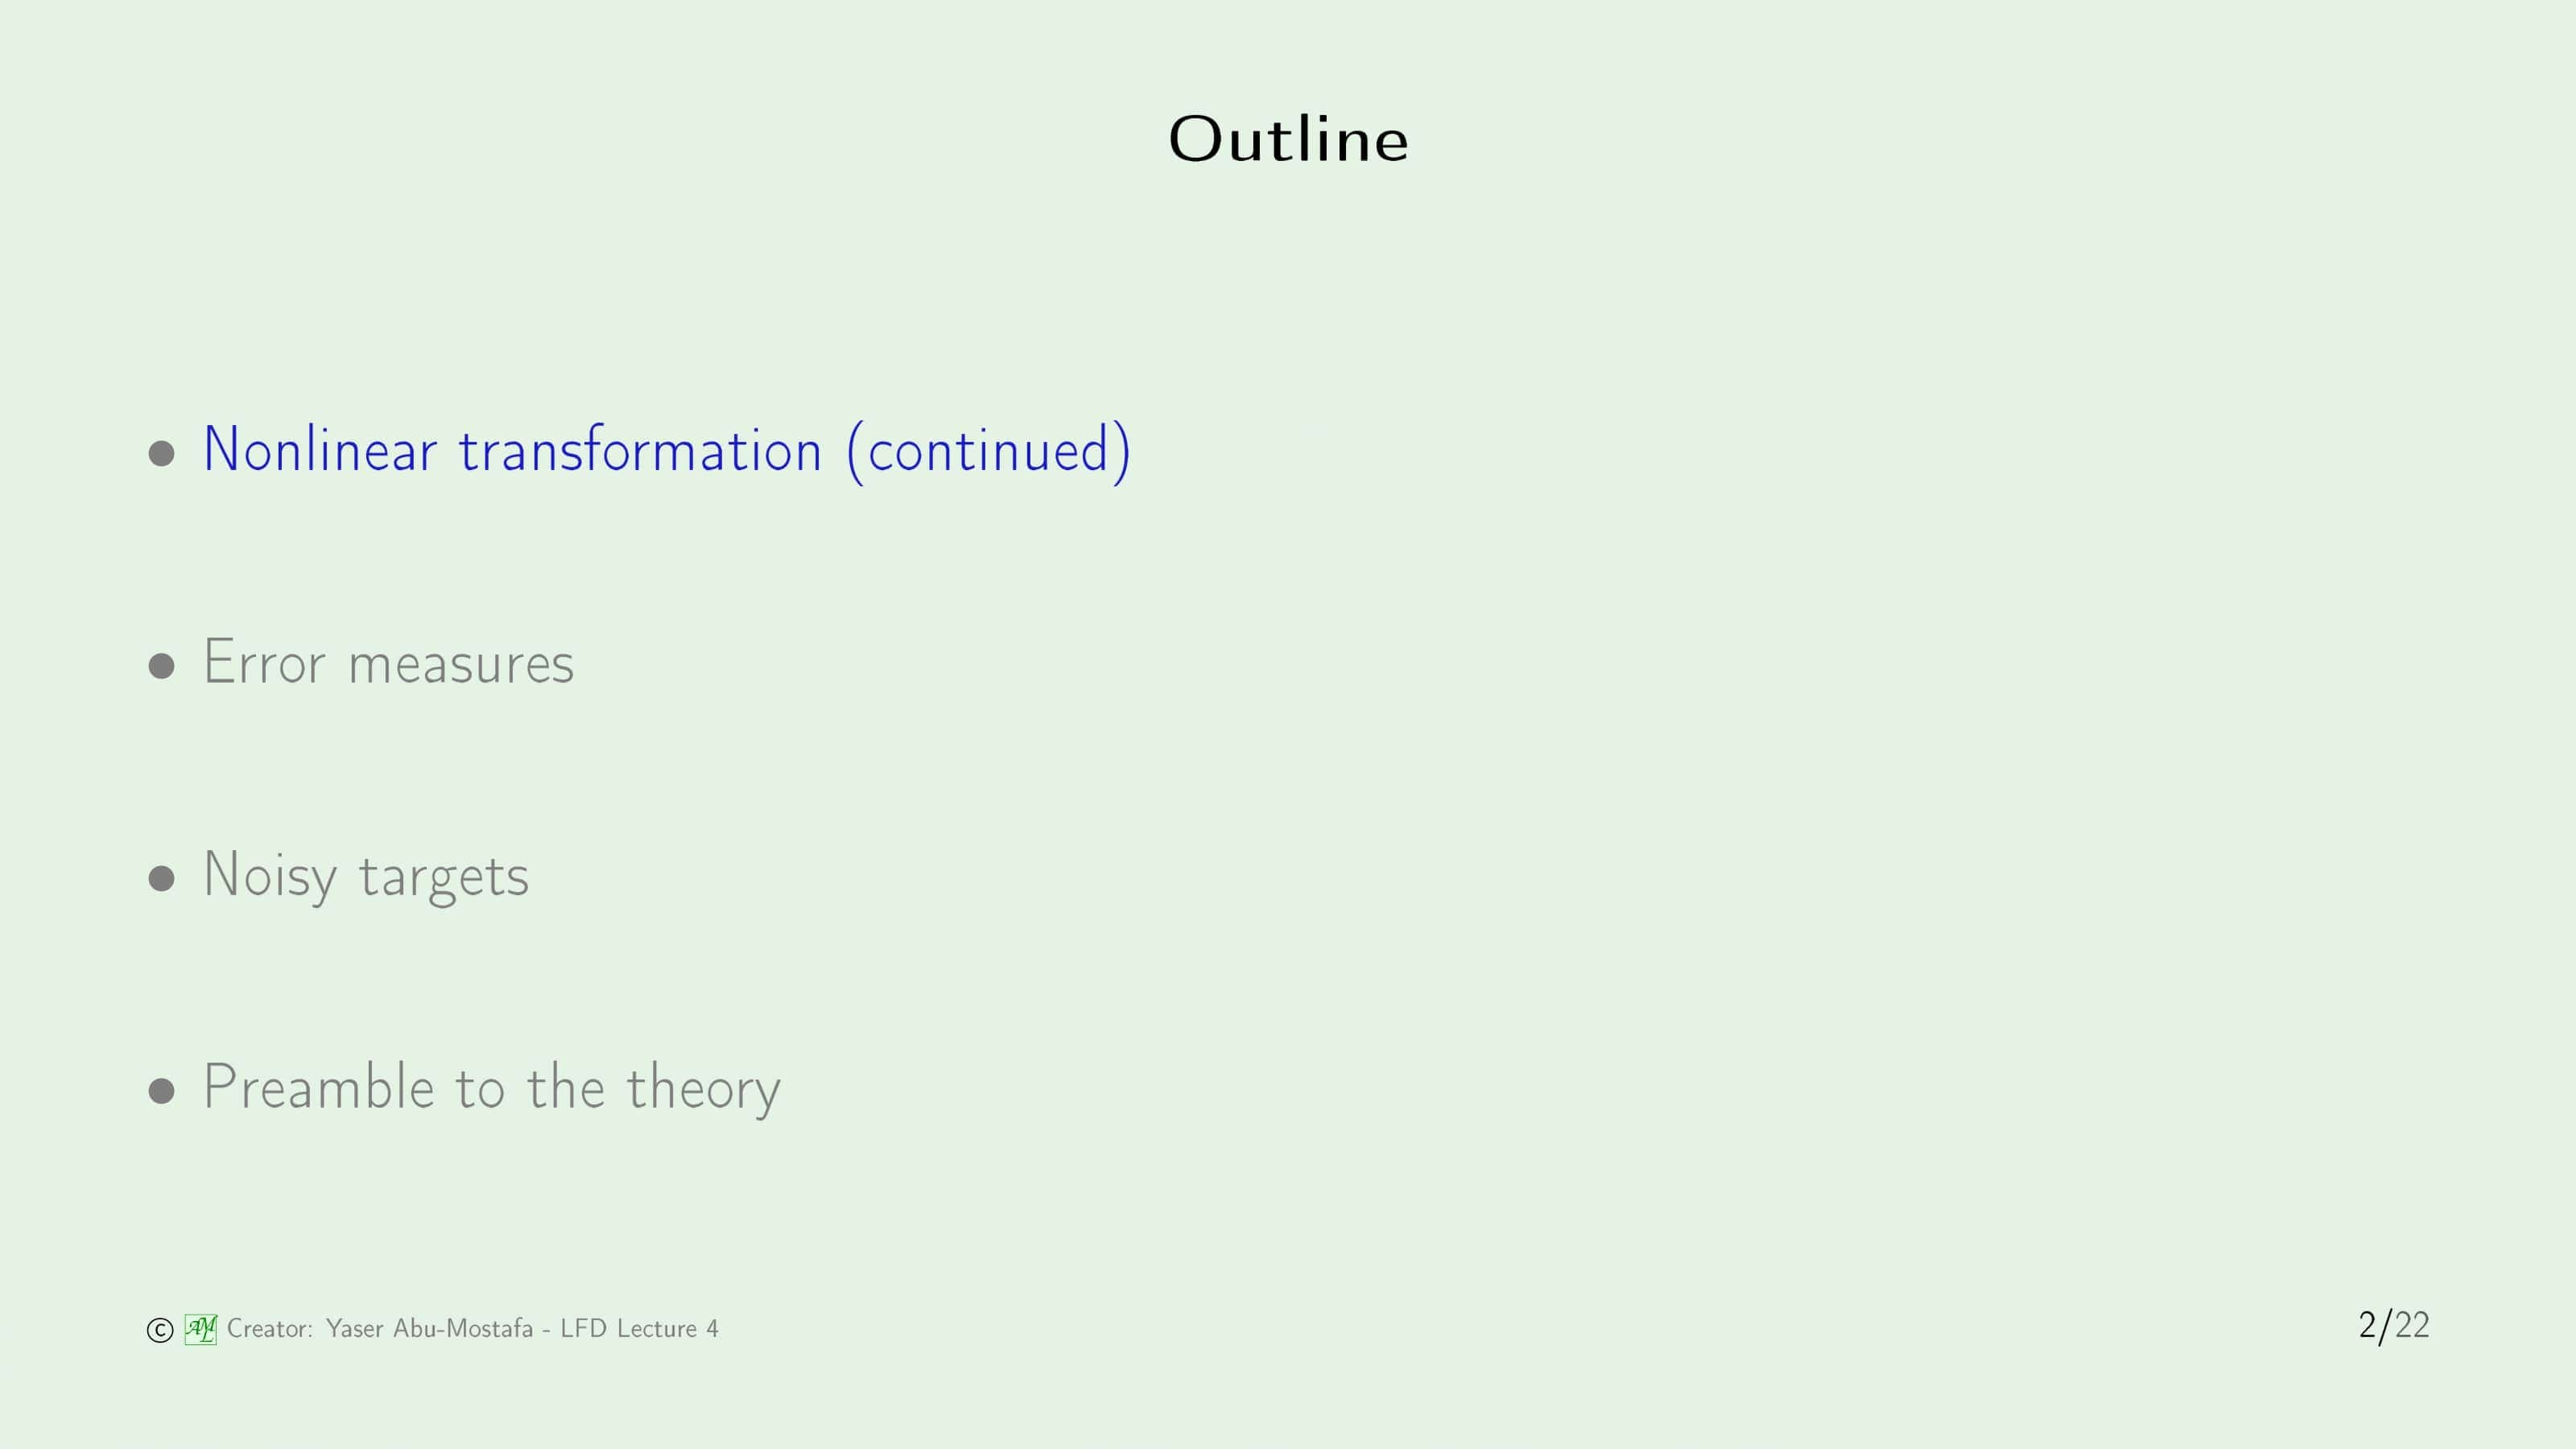 Outline
• Nonlinear transformation (continued)
• Error measures
• Noisy targets
• Preamble to the theory
© AML Creator: Yaser Abu-Mostafa - LFD Lecture 4
2/22